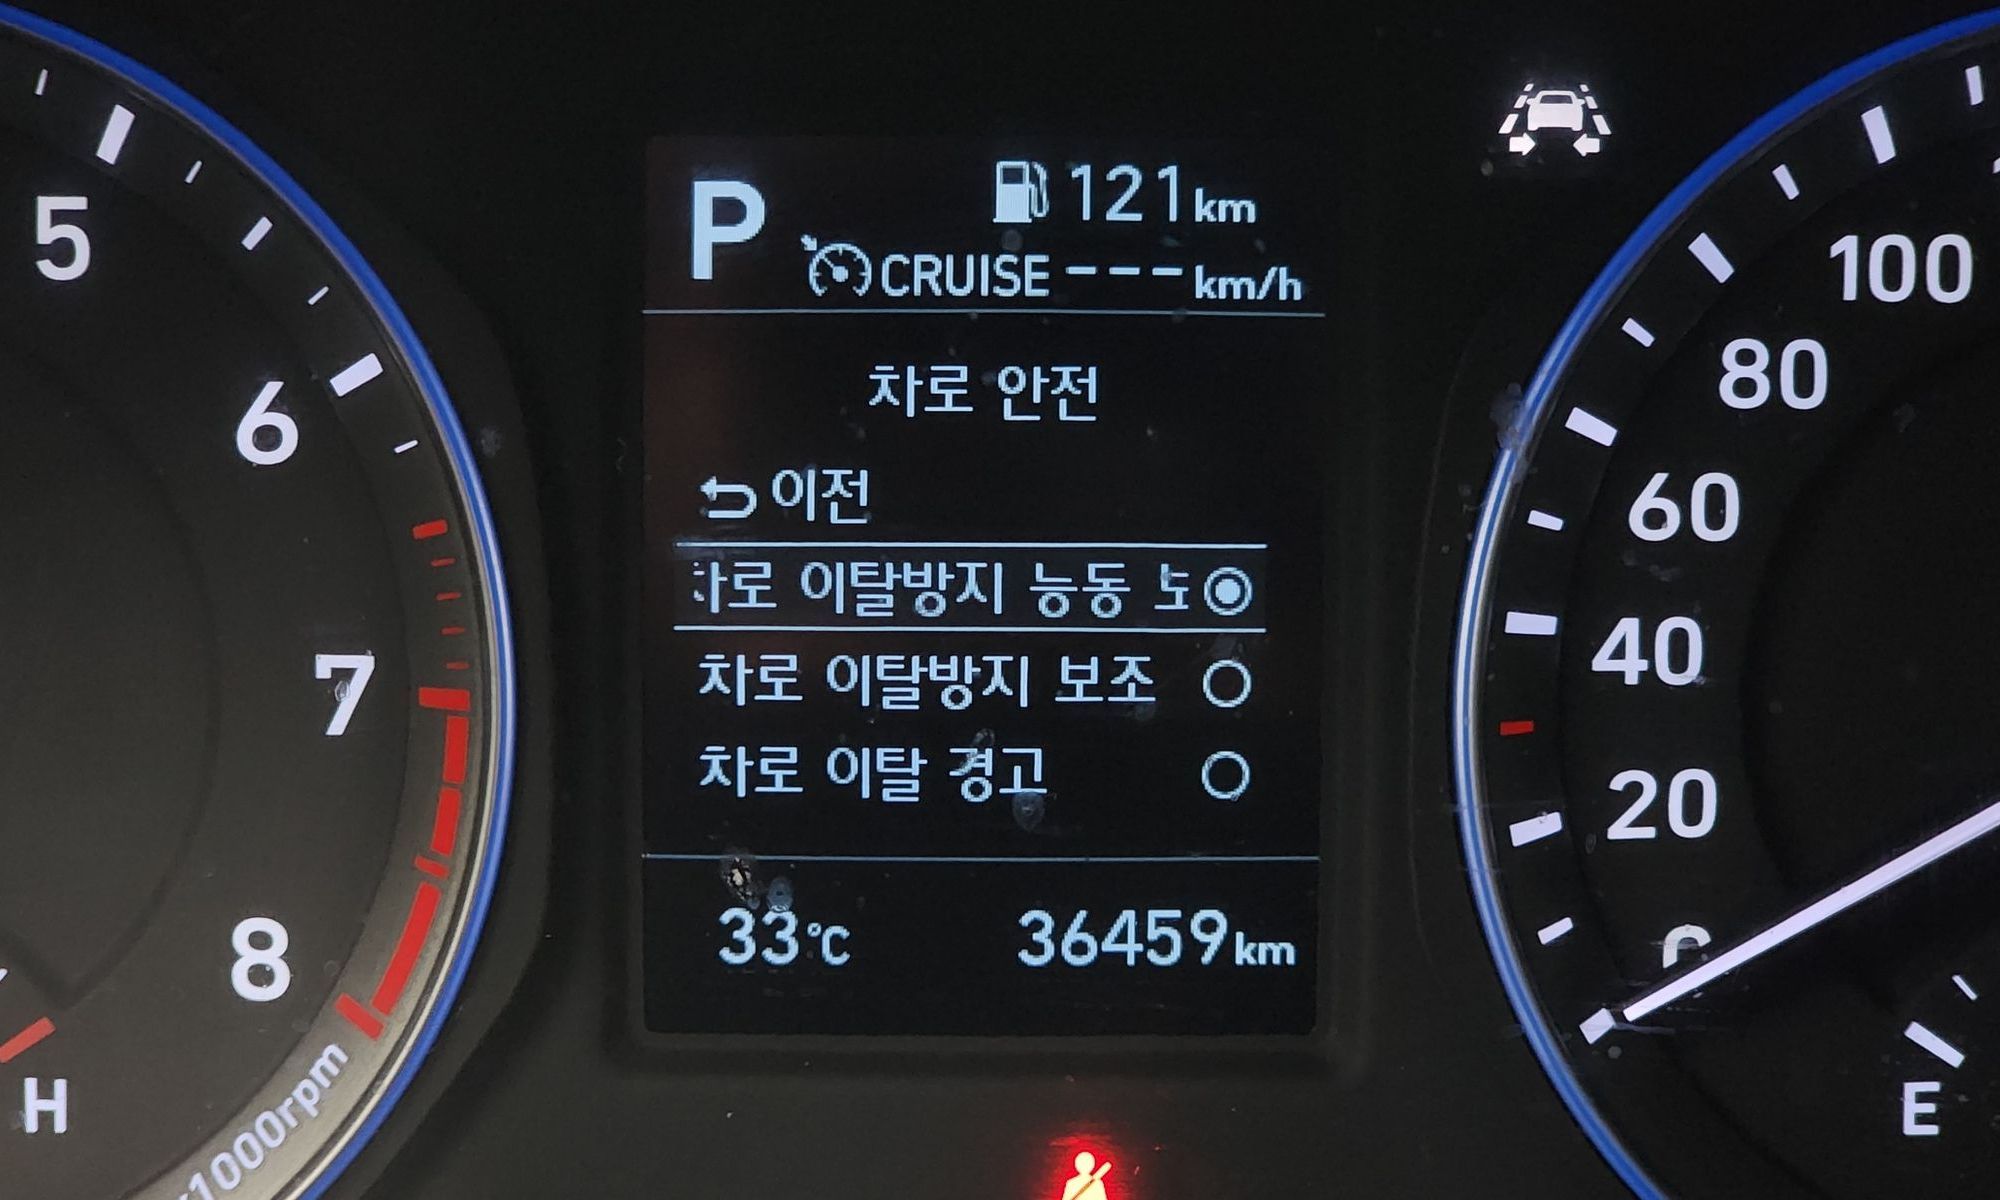 P
121km
CRUISE ---km/h
차로 안전
이전
차로 이탈방지 능동
차로 이탈방지 보조
차로 이탈 경고
33℃ 36459km
5
6
7
8
1000rpm
H
100
80
60
40
20
E